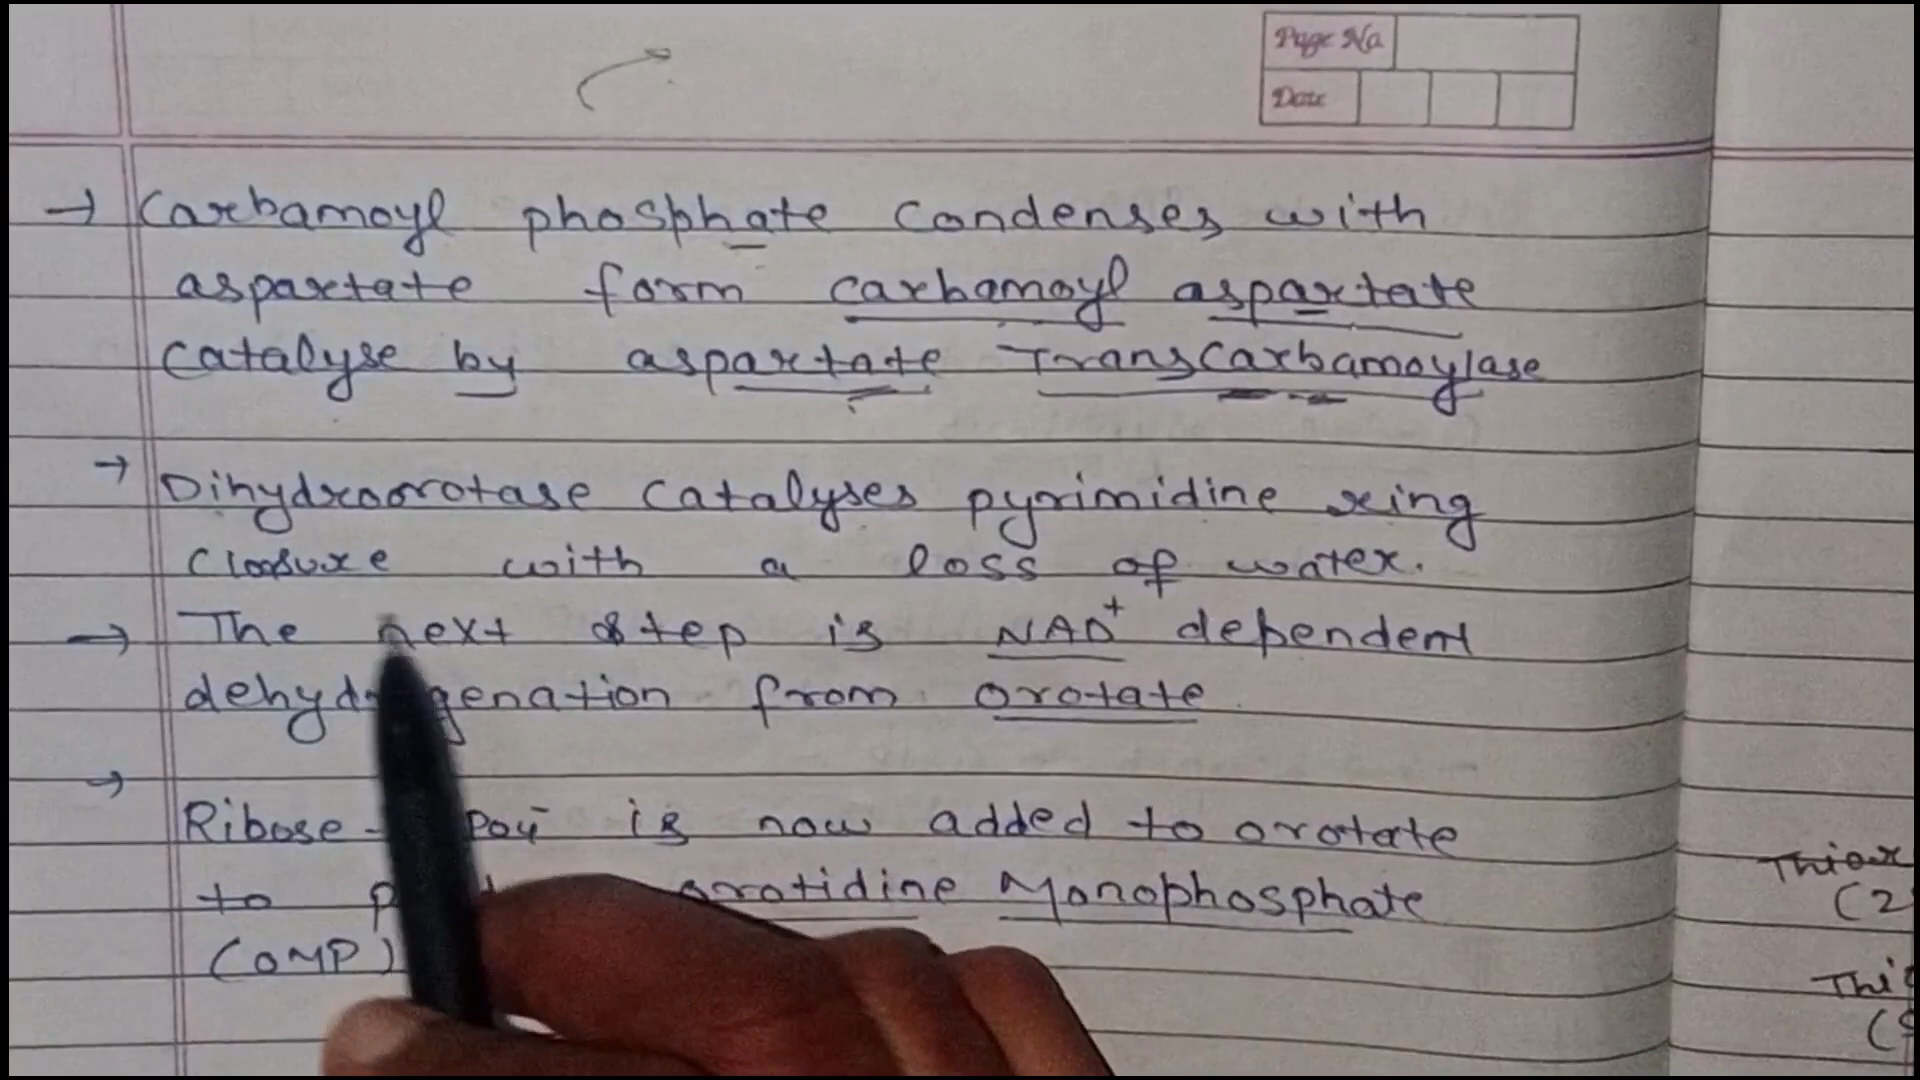 Page No
Date
→ Carbamoyl phosphate condenses with
aspartate form carbamoyl aspartate
catalyse by aspartate Transcarbamoylase
→ Dihydroorotase catalyses pyrimidine ring
closure with a loss of water.
→ The next step is NAD⁺ dependent
dehydrogenation from orotate
→ Ribose - is now added to orotate
to orotidine Monophosphate
(OMP)